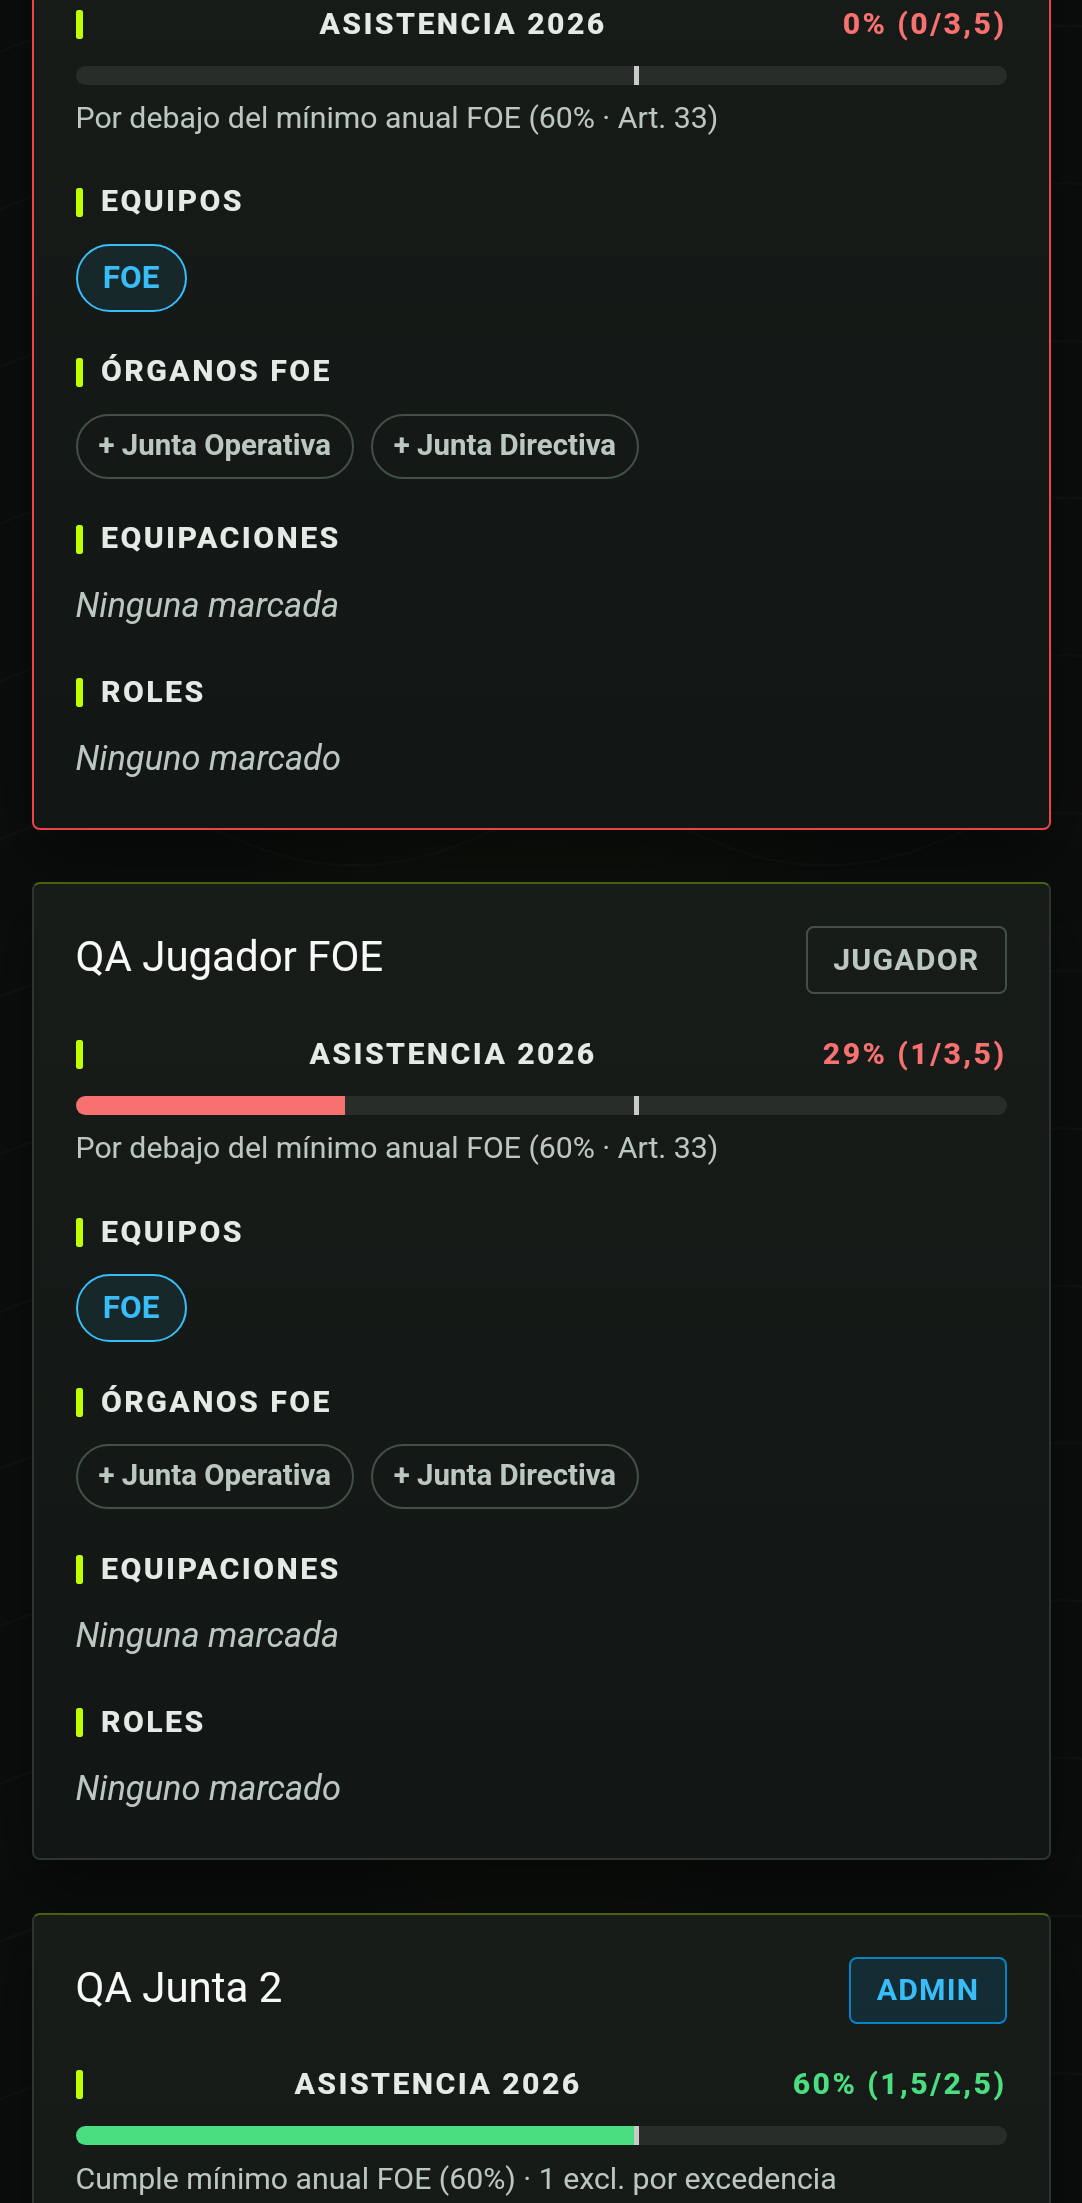 ASISTENCIA 2026 0% (0/3,5)
Por debajo del mínimo anual FOE (60% · Art. 33)
EQUIPOS
FOE
ÓRGANOS FOE
+ Junta Operativa + Junta Directiva
EQUIPACIONES
Ninguna marcada
ROLES
Ninguno marcado
QA Jugador FOE JUGADOR
ASISTENCIA 2026 29% (1/3,5)
Por debajo del mínimo anual FOE (60% · Art. 33)
EQUIPOS
FOE
ÓRGANOS FOE
+ Junta Operativa + Junta Directiva
EQUIPACIONES
Ninguna marcada
ROLES
Ninguno marcado
QA Junta 2 ADMIN
ASISTENCIA 2026 60% (1,5/2,5)
Cumple mínimo anual FOE (60%) · 1 excl. por excedencia